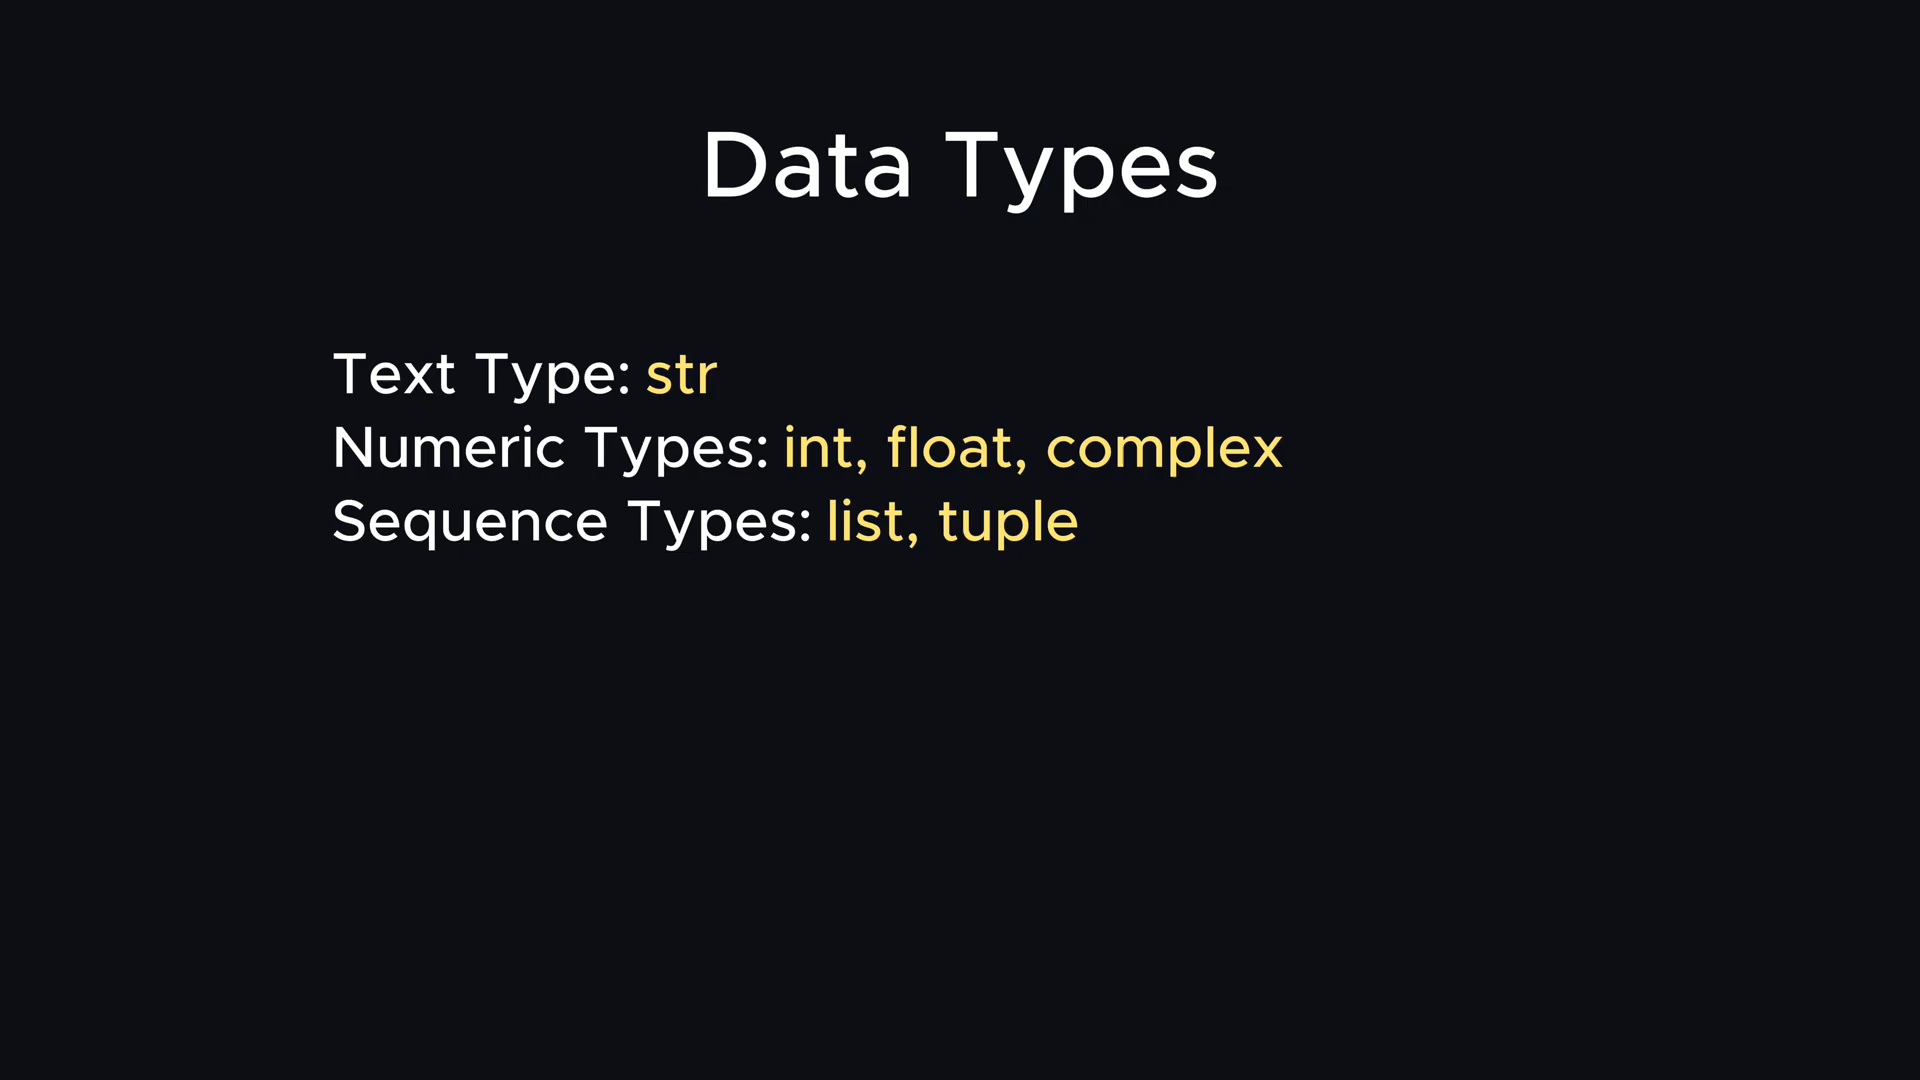 Data Types
Text Type: str
Numeric Types: int, float, complex
Sequence Types: list, tuple